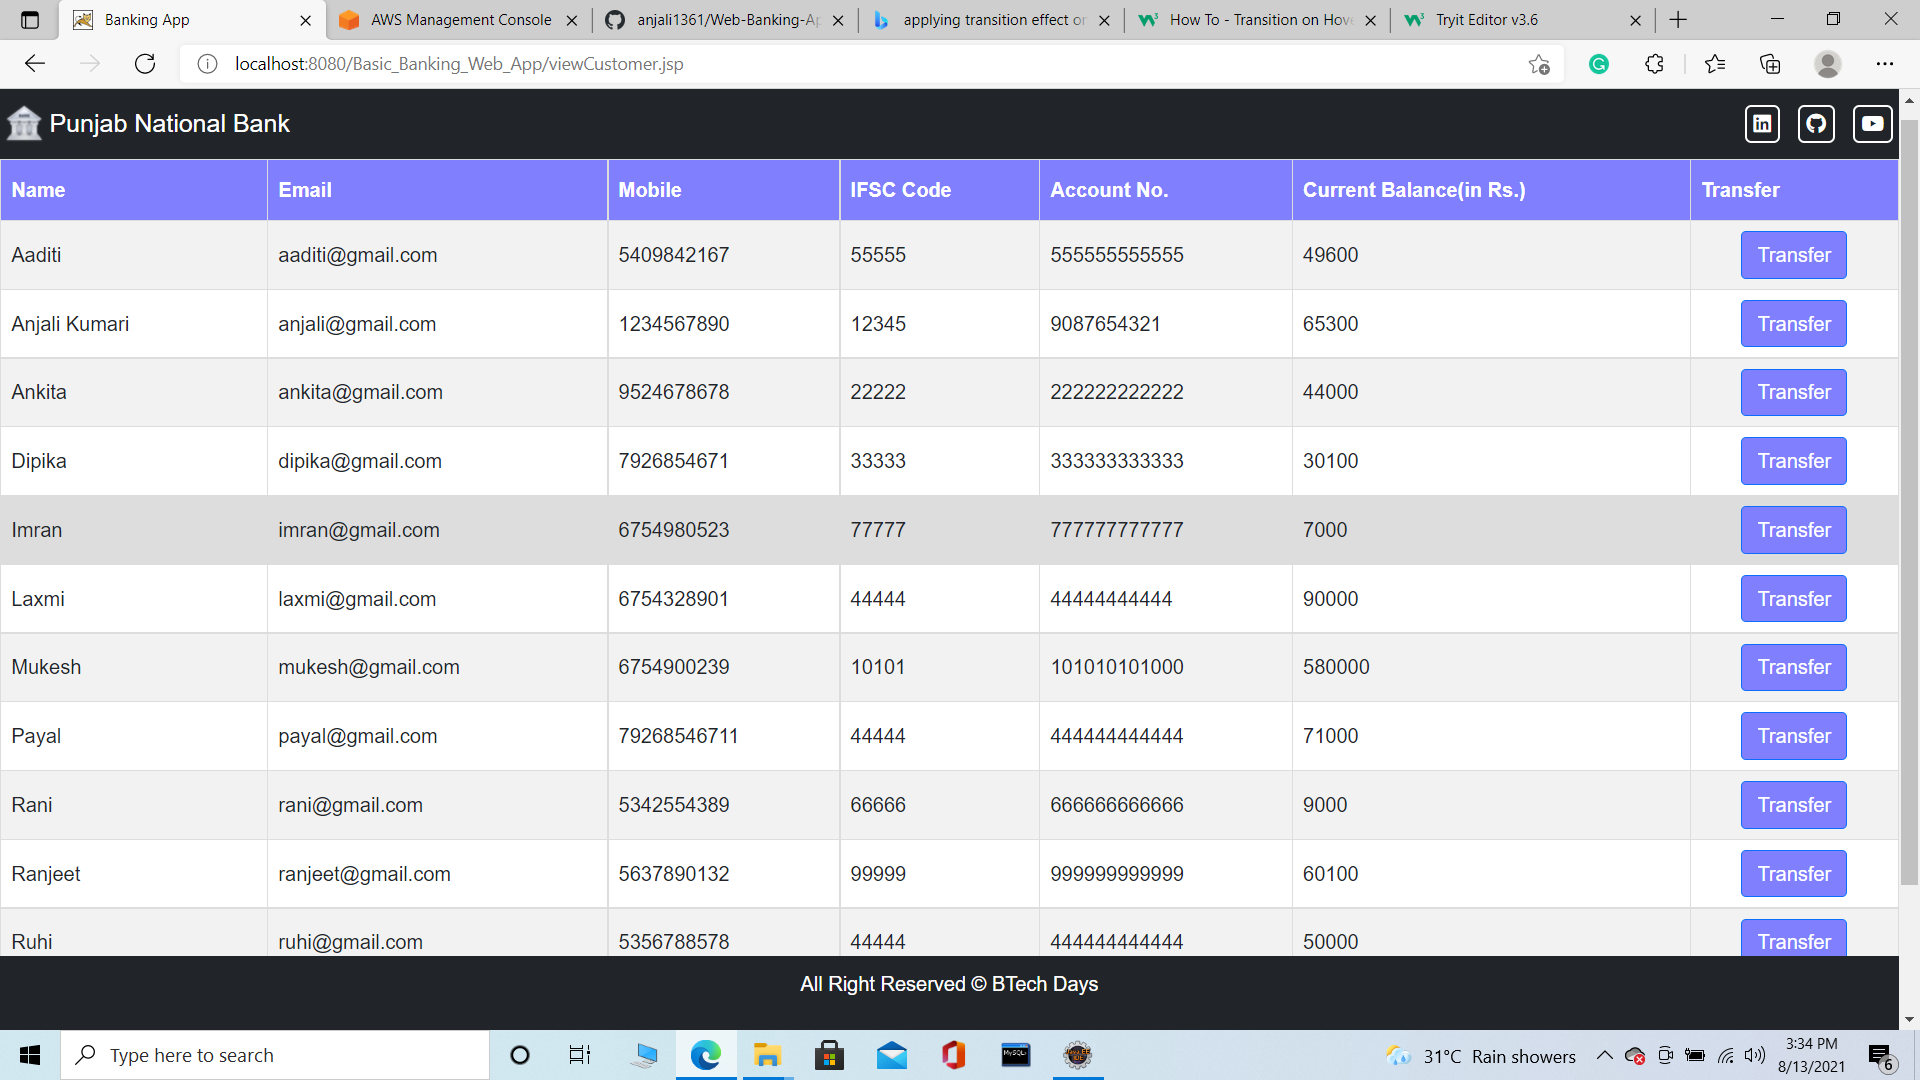 Banking App
AWS Management Console
anjali1361/Web-Banking-Ap
applying transition effect or
How To - Transition on Hove
Tryit Editor v3.6
localhost:8080/Basic_Banking_Web_App/viewCustomer.jsp
Punjab National Bank
Name Email Mobile IFSC Code Account No. Current Balance(in Rs.) Transfer
Aaditi aaditi@gmail.com 5409842167 55555 555555555555 49600 Transfer
Anjali Kumari anjali@gmail.com 1234567890 12345 9087654321 65300 Transfer
Ankita ankita@gmail.com 9524678678 22222 222222222222 44000 Transfer
Dipika dipika@gmail.com 7926854671 33333 333333333333 30100 Transfer
Imran imran@gmail.com 6754980523 77777 777777777777 7000 Transfer
Laxmi laxmi@gmail.com 6754328901 44444 44444444444 90000 Transfer
Mukesh mukesh@gmail.com 6754900239 10101 101010101000 580000 Transfer
Payal payal@gmail.com 79268546711 44444 444444444444 71000 Transfer
Rani rani@gmail.com 5342554389 66666 666666666666 9000 Transfer
Ranjeet ranjeet@gmail.com 5637890132 99999 999999999999 60100 Transfer
Ruhi ruhi@gmail.com 5356788578 44444 444444444444 50000 Transfer
All Right Reserved © BTech Days
Type here to search
31°C Rain showers
3:34 PM
8/13/2021
6